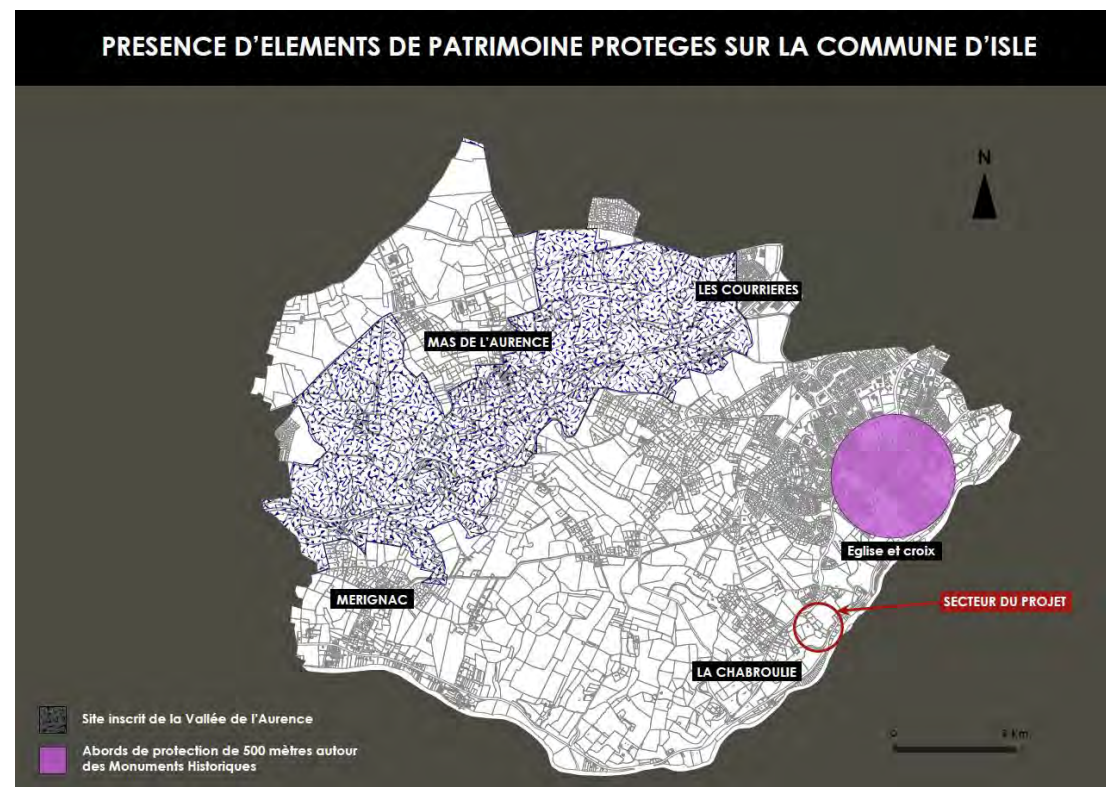 PRESENCE D'ELEMENTS DE PATRIMOINE PROTEGES SUR LA COMMUNE D'ISLE
N
LES COURRIERES
MAS DE L'AURENCE
Eglise et croix
MERIGNAC
SECTEUR DU PROJET
LA CHABROULIE
Site inscrit de la Vallée de l'Aurence
Abords de protection de 500 mètres autour
des Monuments Historiques
0 km